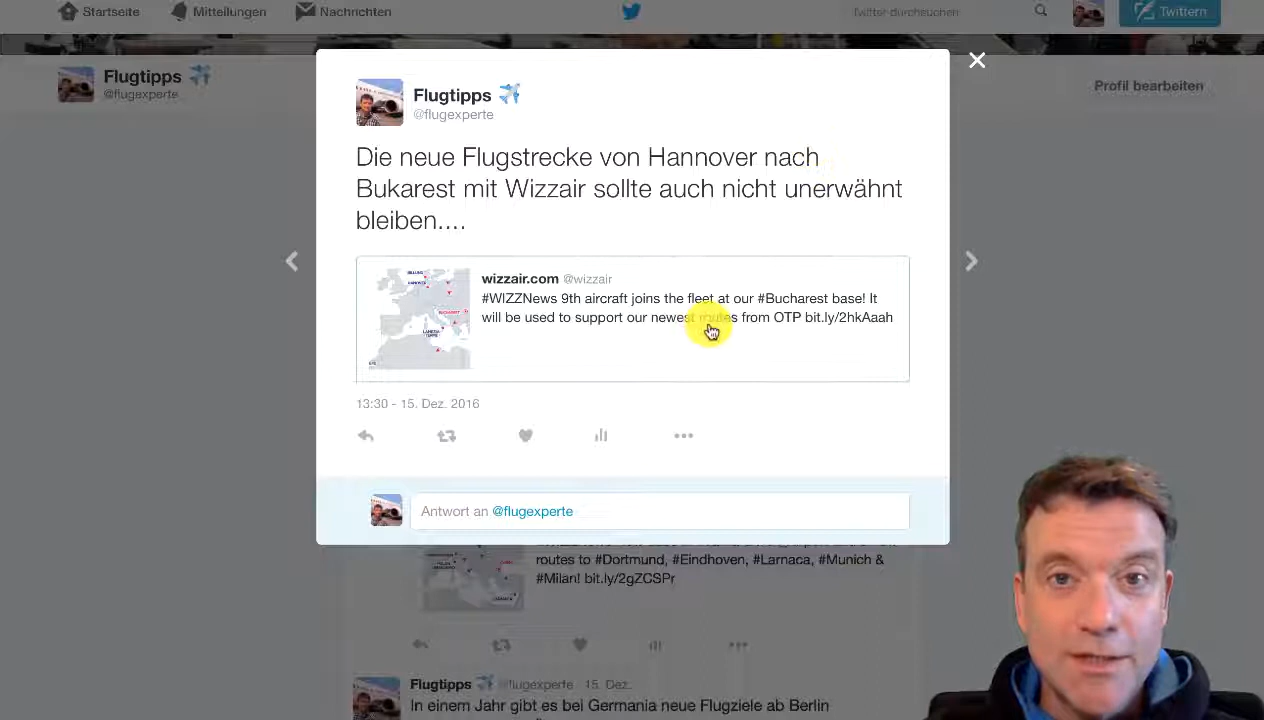 Startseite
Mitteilungen
Nachrichten
Twitter durchsuchen
Twittern
Flugtipps
@flugexperte
Profil bearbeiten
Flugtipps
@flugexperte
Die neue Flugstrecke von Hannover nach
Bukarest mit Wizzair sollte auch nicht unerwähnt
bleiben....
wizzair.com @wizzair
#WIZZNews 9th aircraft joins the fleet at our #Bucharest base! It
will be used to support our newest routes from OTP bit.ly/2hkAaah
BILLUND
HANNOVER
BUCHAREST
13:30 - 15. Dez. 2016
Antwort an @flugexperte
routes to #Dortmund, #Eindhoven, #Larnaca, #Munich &
#Milan! bit.ly/2gZCSPr
Flugtipps @flugexperte · 15. Dez.
In einem Jahr gibt es bei Germania neue Flugziele ab Berlin